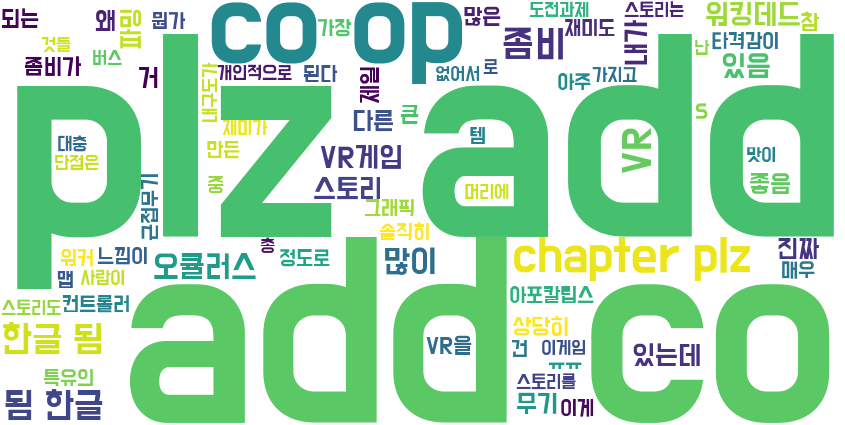 되는 왜 파밍 뭔가 co op 가장 많은 도전과제 스토리는 워킹데드 참
것들 좀비가 버스 거 개인적으로 된다 제일 없어서 로 좀비 재미도 내가 난 타격감이 있음
내구도가 아주 가지고
plz add
대충 단점은 재미가 만든 다른 큰 템 s VR 맛이
근접무기 중 VR게임 스토리 머리에 좋음
그래픽 솔직히
워커 느낌이 총 chapter plz 진짜
맵 사람이 오큘러스 정도로 많이 매우
add co
스토리도 컨트롤러 아포칼립스
한글 됨 상당히
VR을 건 이게임 있는데
특유의 ㅠㅠ 스토리를
됨 한글 무기 이게